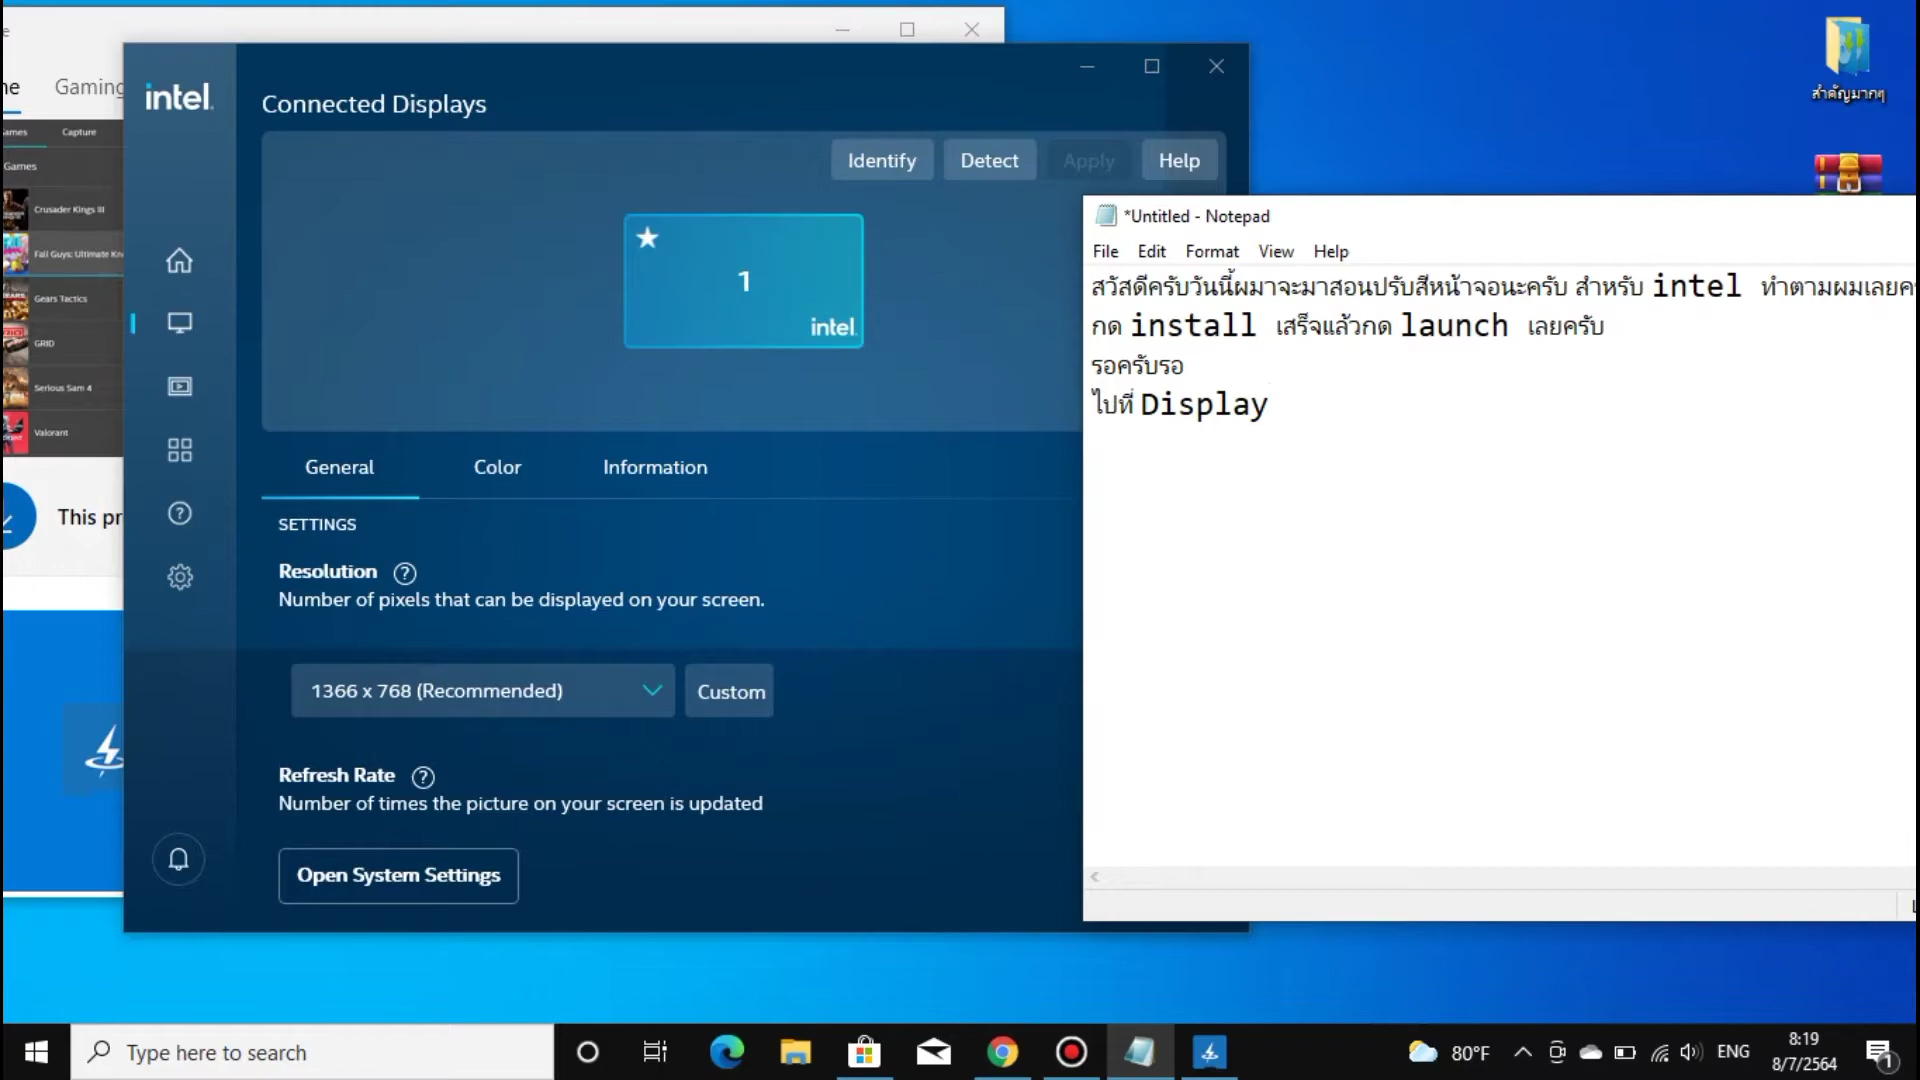 Gaming
Games
Capture
Games
Crusader Kings III
Fall Guys: Ultimate
Gears Tactics
GRID
Serious Sam 4
Valorant
This
intel.
Connected Displays
Identify
Detect
Apply
Help
1
intel.
General
Color
Information
SETTINGS
Resolution ?
Number of pixels that can be displayed on your screen.
1366 x 768 (Recommended)
Custom
Refresh Rate ?
Number of times the picture on your screen is updated
Open System Settings
*Untitled - Notepad
File Edit Format View Help
สวัสดีครับวันนี้ผมาจะมาสอนปรับสีหน้าจอนะครับ สำหรับ intel ทำตามผมเลย
กด install เสร็จแล้วกด launch เลยครับ
รอครับรอ
ไปที่ Display
สำคัญมากๆ
Type here to search
80°F
ENG
8:19
8/7/2564
1